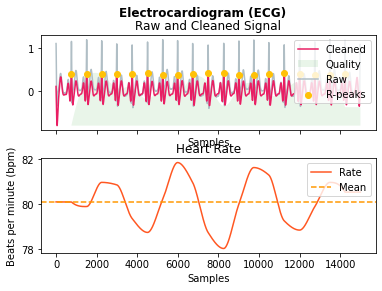 Electrocardiogram (ECG)
Raw and Cleaned Signal
1
0
Cleaned
Quality
Raw
R-peaks
Samples
Heart Rate
Beats per minute (bpm)
82
80
78
Rate
Mean
0 2000 4000 6000 8000 10000 12000 14000
Samples